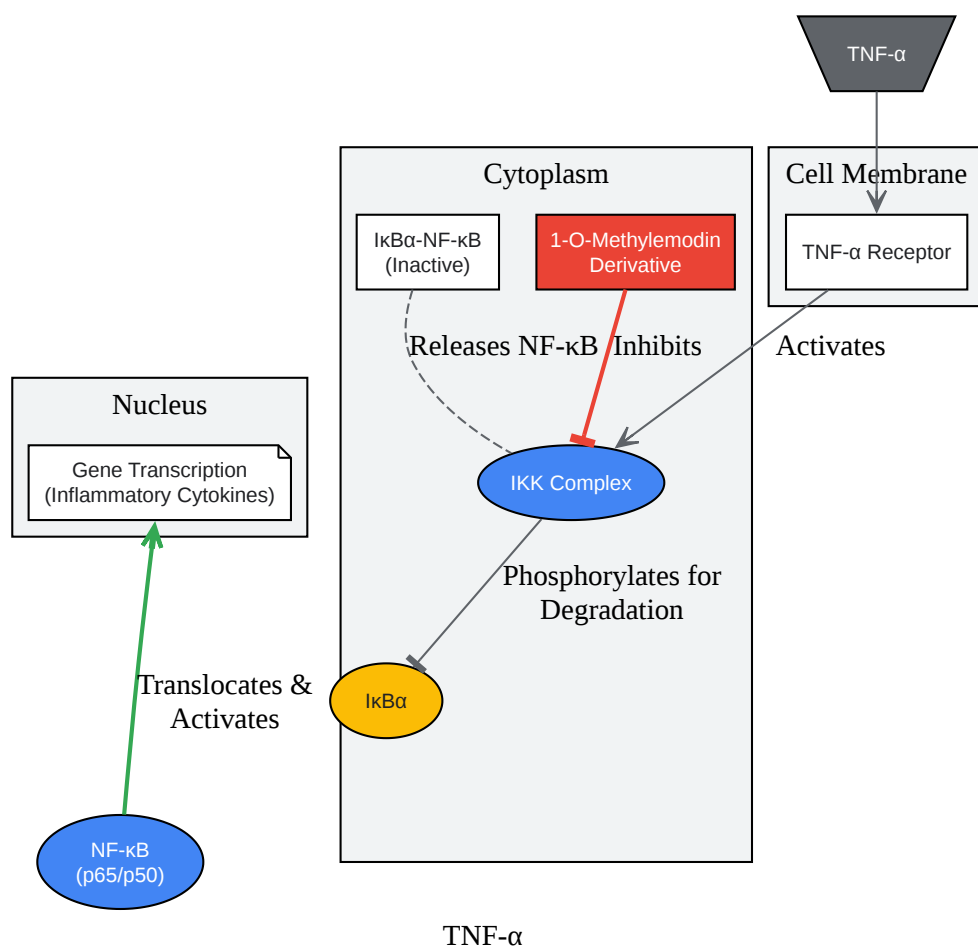 TNF-α
Cytoplasm
Cell Membrane
IκBα-NF-κB
(Inactive)
1-O-Methylemodin
Derivative
TNF-α Receptor
Releases NF-κB
Inhibits
Activates
Nucleus
Gene Transcription
(Inflammatory Cytokines)
IKK Complex
Phosphorylates for
Degradation
Translocates &
Activates
IκBα
NF-κB
(p65/p50)
TNF-α